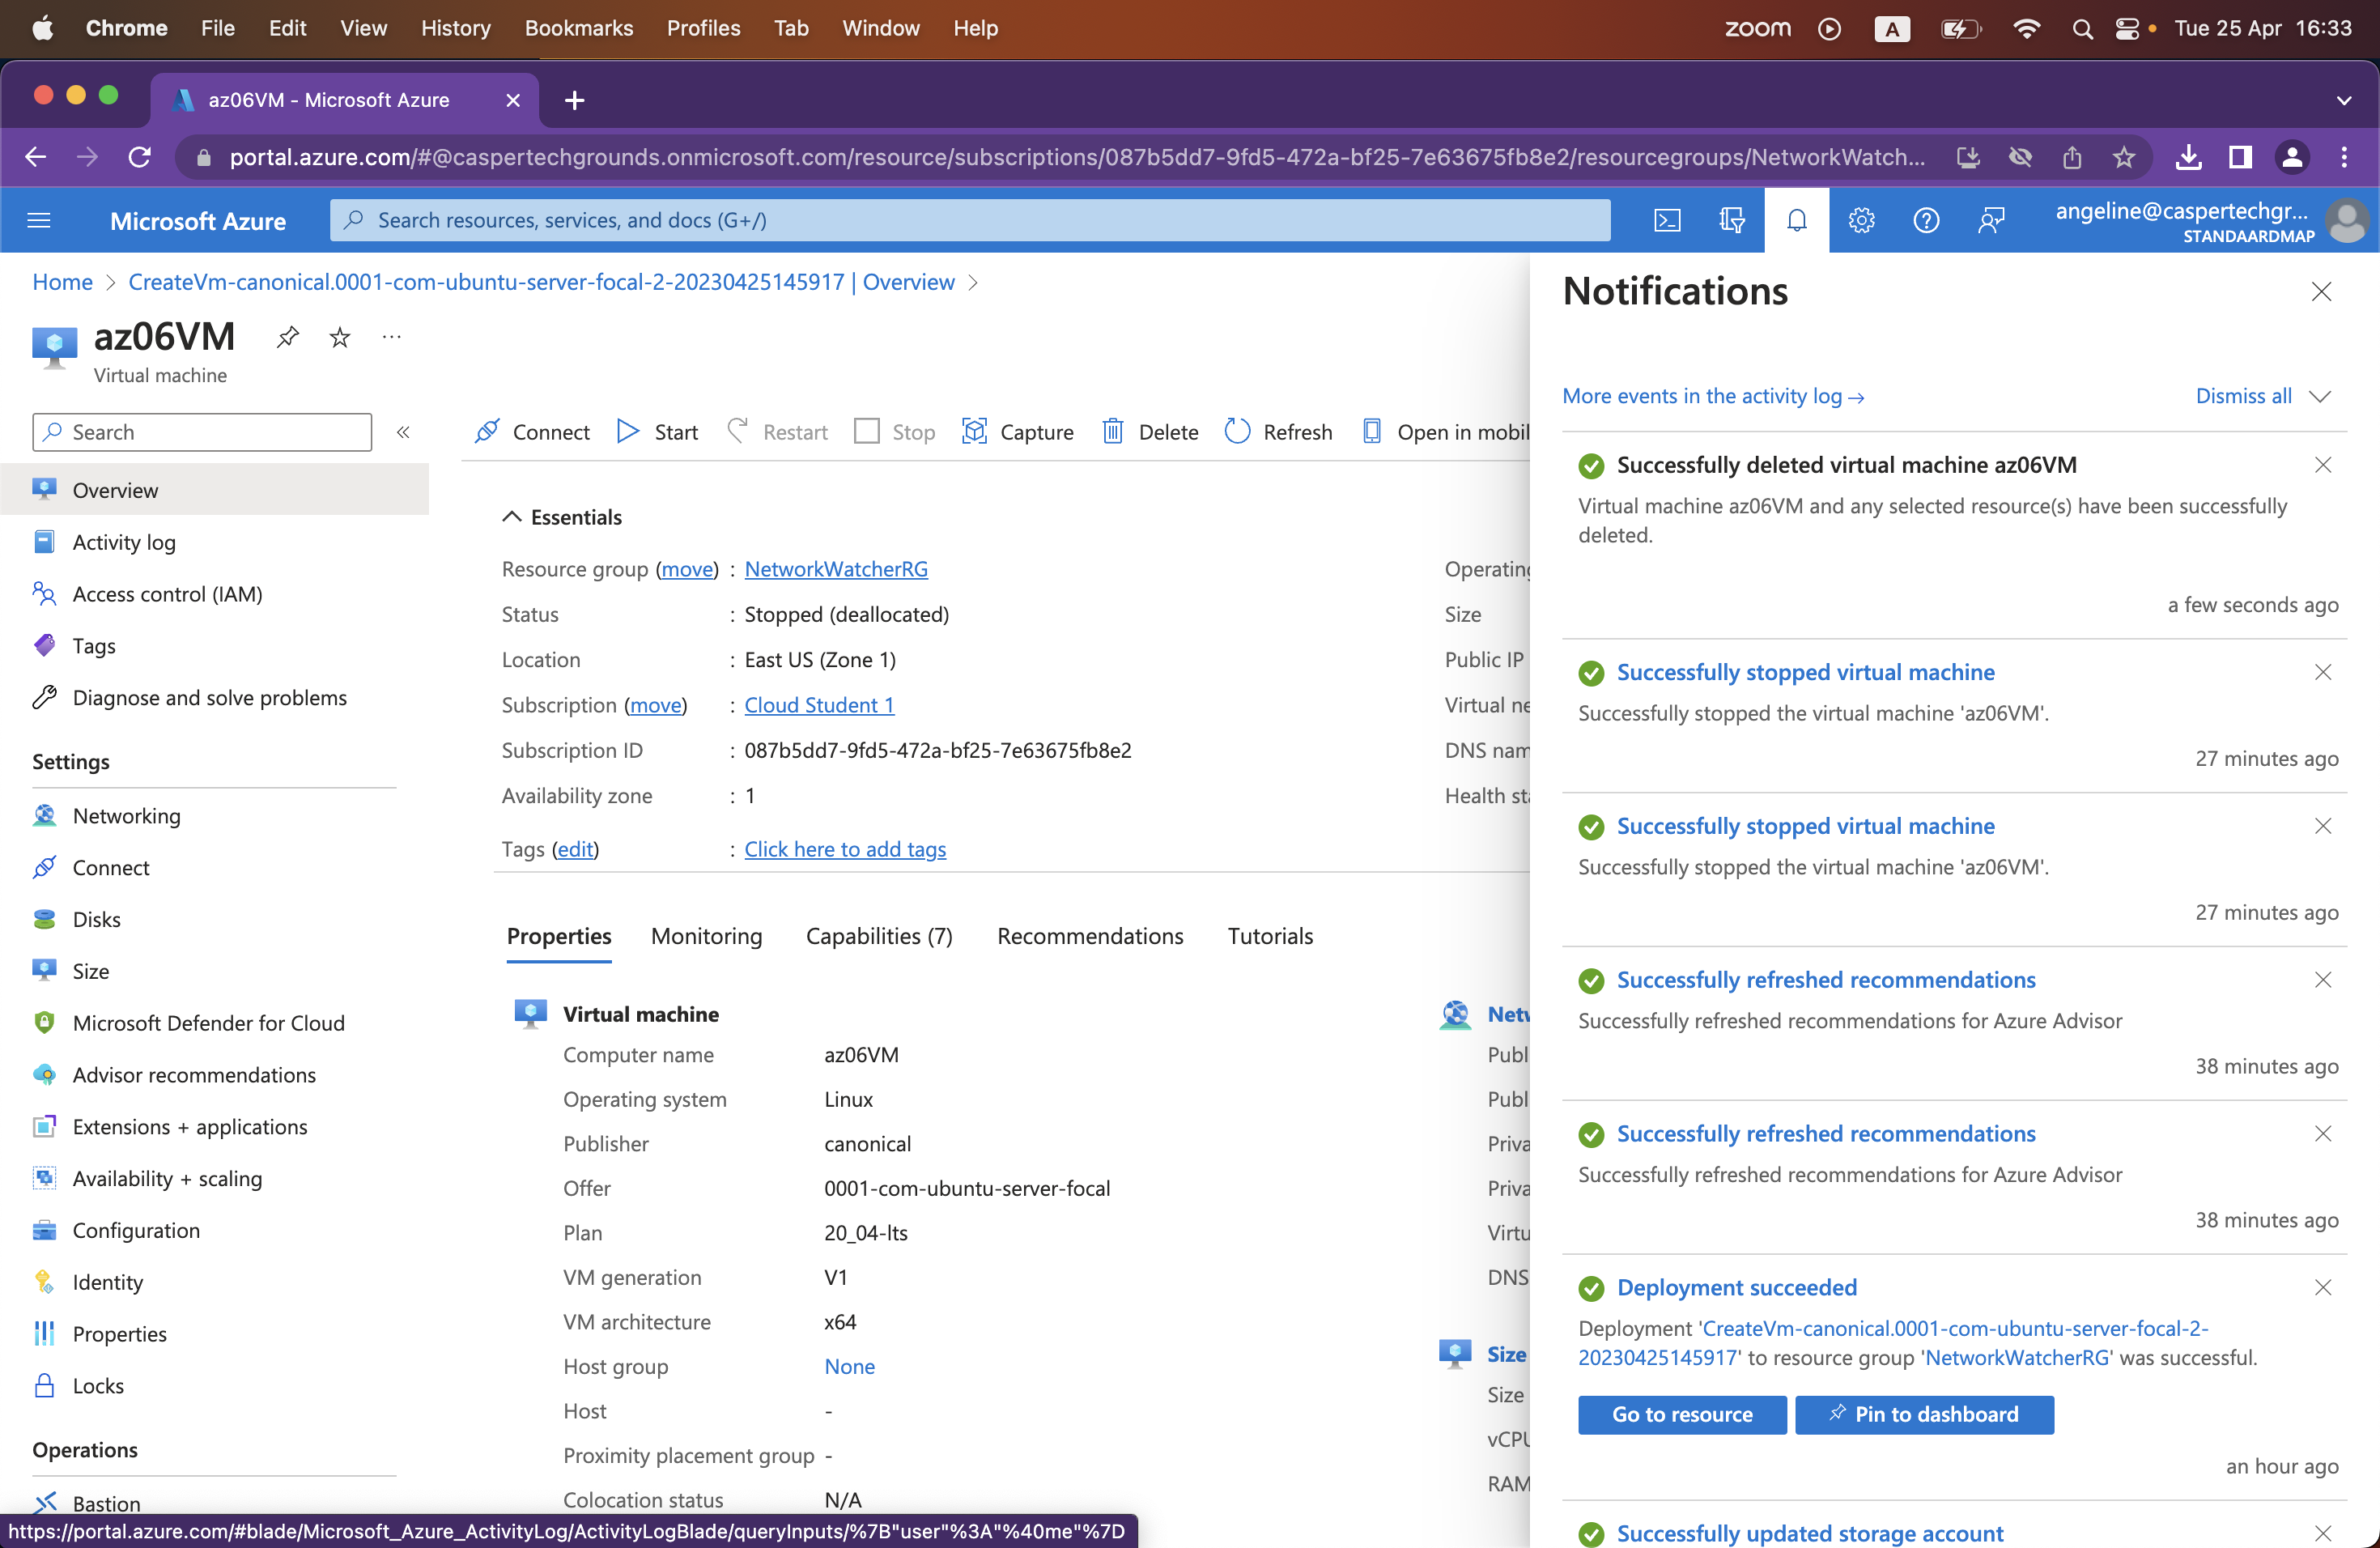 Chrome File Edit View History Bookmarks Profiles Tab Window Help zoom A Tue 25 Apr 16:33
az06VM - Microsoft Azure
portal.azure.com/#@caspertechgrounds.onmicrosoft.com/resource/subscriptions/087b5dd7-9fd5-472a-bf25-7e63675fb8e2/resourcegroups/NetworkWatch...
Microsoft Azure
Search resources, services, and docs (G+/)
angeline@caspertechgr...
STANDAARDMAP
Home > CreateVm-canonical.0001-com-ubuntu-server-focal-2-20230425145917 | Overview >
az06VM
Virtual machine
Search
Overview
Activity log
Access control (IAM)
Tags
Diagnose and solve problems
Settings
Networking
Connect
Disks
Size
Microsoft Defender for Cloud
Advisor recommendations
Extensions + applications
Availability + scaling
Configuration
Identity
Properties
Locks
Operations
Bastion
Connect Start Restart Stop Capture Delete Refresh Open in mobil
Essentials
Resource group (move) : NetworkWatcherRG
Status : Stopped (deallocated)
Location : East US (Zone 1)
Subscription (move) : Cloud Student 1
Subscription ID : 087b5dd7-9fd5-472a-bf25-7e63675fb8e2
Availability zone : 1
Tags (edit) : Click here to add tags
Operating
Size
Public IP
Virtual ne
DNS nam
Health sta
Properties Monitoring Capabilities (7) Recommendations Tutorials
Virtual machine
Computer name az06VM
Operating system Linux
Publisher canonical
Offer 0001-com-ubuntu-server-focal
Plan 20_04-lts
VM generation V1
VM architecture x64
Host group None
Host -
Proximity placement group -
Colocation status N/A
Netw
Publ
Publ
Priva
Priva
Virtu
DNS
Size
Size
vCPU
RAM
Notifications
More events in the activity log →
Dismiss all
Successfully deleted virtual machine az06VM
Virtual machine az06VM and any selected resource(s) have been successfully
deleted.
a few seconds ago
Successfully stopped virtual machine
Successfully stopped the virtual machine 'az06VM'.
27 minutes ago
Successfully stopped virtual machine
Successfully stopped the virtual machine 'az06VM'.
27 minutes ago
Successfully refreshed recommendations
Successfully refreshed recommendations for Azure Advisor
38 minutes ago
Successfully refreshed recommendations
Successfully refreshed recommendations for Azure Advisor
38 minutes ago
Deployment succeeded
Deployment 'CreateVm-canonical.0001-com-ubuntu-server-focal-2-
20230425145917' to resource group 'NetworkWatcherRG' was successful.
Go to resource
Pin to dashboard
an hour ago
Successfully updated storage account
https://portal.azure.com/#blade/Microsoft_Azure_ActivityLog/ActivityLogBlade/queryInputs/%7B"user"%3A"%40me"%7D